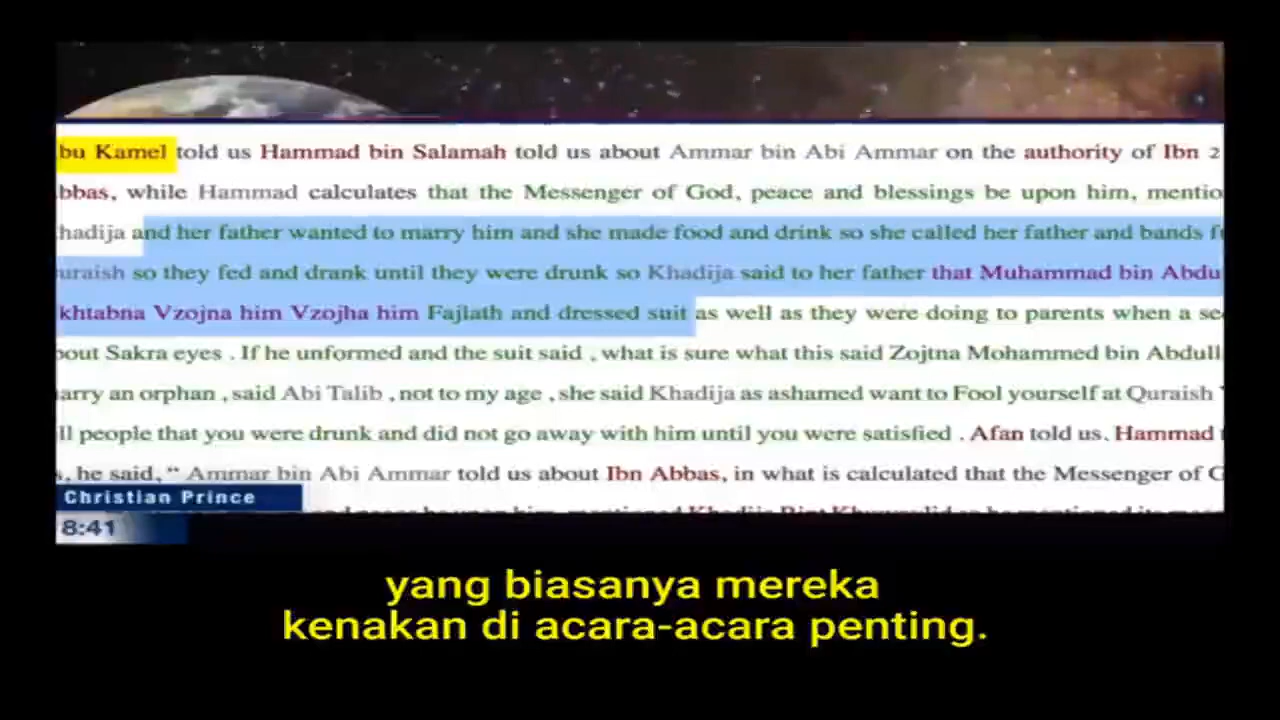 bu Kamel told us Hammad bin Salamah told us about Ammar bin Abi Ammar on the authority of Ibn 2
bbas, while Hammad calculates that the Messenger of God, peace and blessings be upon him, mentio
hadija and her father wanted to marry him and she made food and drink so she called her father and bands f
uraish so they fed and drank until they were drunk so Khadija said to her father that Muhammad bin Abdu
khtabna Vzojna him Vzojha him Fajlath and dressed suit as well as they were doing to parents when a se
bout Sakra eyes . If he unformed and the suit said , what is sure what this said Zojtna Mohammed bin Abdull
arry an orphan , said Abi Talib , not to my age , she said Khadija as ashamed want to Fool yourself at Quraish
ll people that you were drunk and did not go away with him until you were satisfied . Afan told us, Hammad
s, he said, “ Ammar bin Abi Ammar told us about Ibn Abbas, in what is calculated that the Messenger of G
Christian Prince
8:41
yang biasanya mereka
kenakan di acara-acara penting.